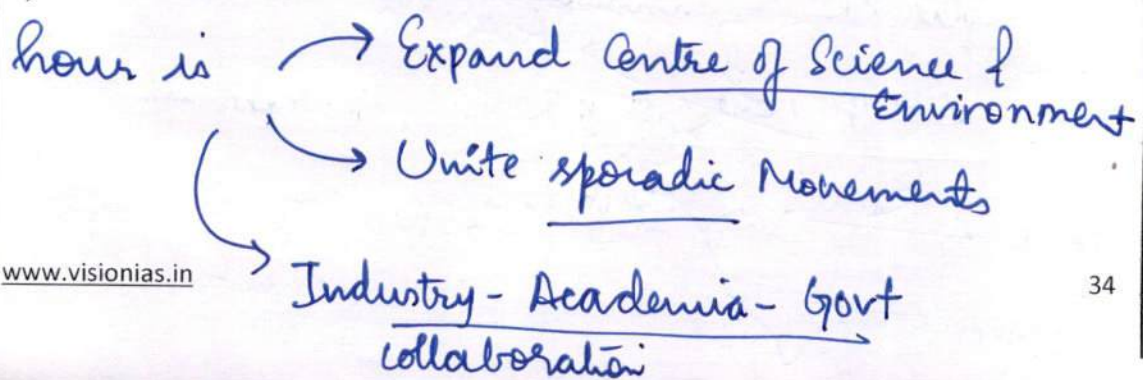 hour is → Expand Centre of Science &
Environment
→ Unite sporadic Movements
→ Industry - Academia - Govt
collaboration
www.visionias.in
34